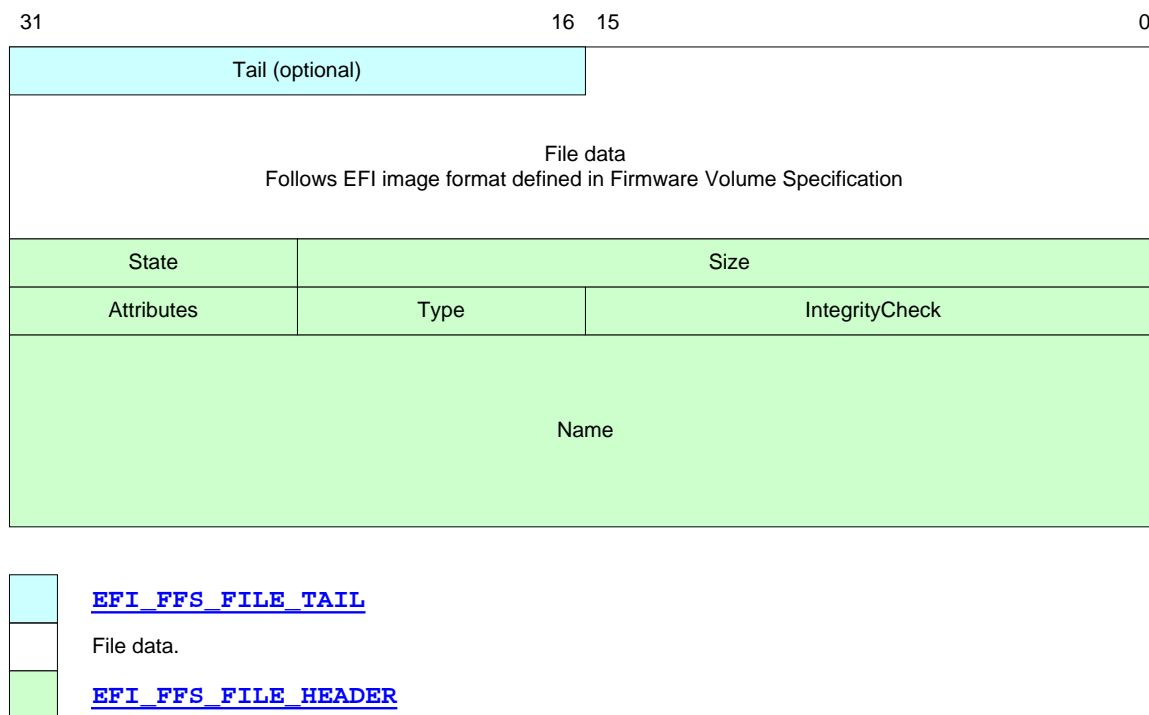 31 16 15 0
Tail (optional)
File data
Follows EFI image format defined in Firmware Volume Specification
State Size
Attributes Type IntegrityCheck
Name
EFI_FFS_FILE_TAIL
File data.
EFI_FFS_FILE_HEADER